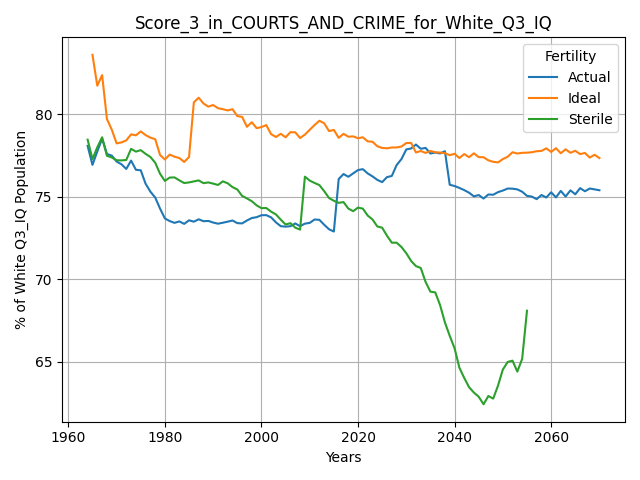 Score_3_in_COURTS_AND_CRIME_for_White_Q3_IQ
Fertility
Actual
Ideal
Sterile
% of White Q3_IQ Population
80
75
70
65
1960
1980
2000
2020
2040
2060
Years